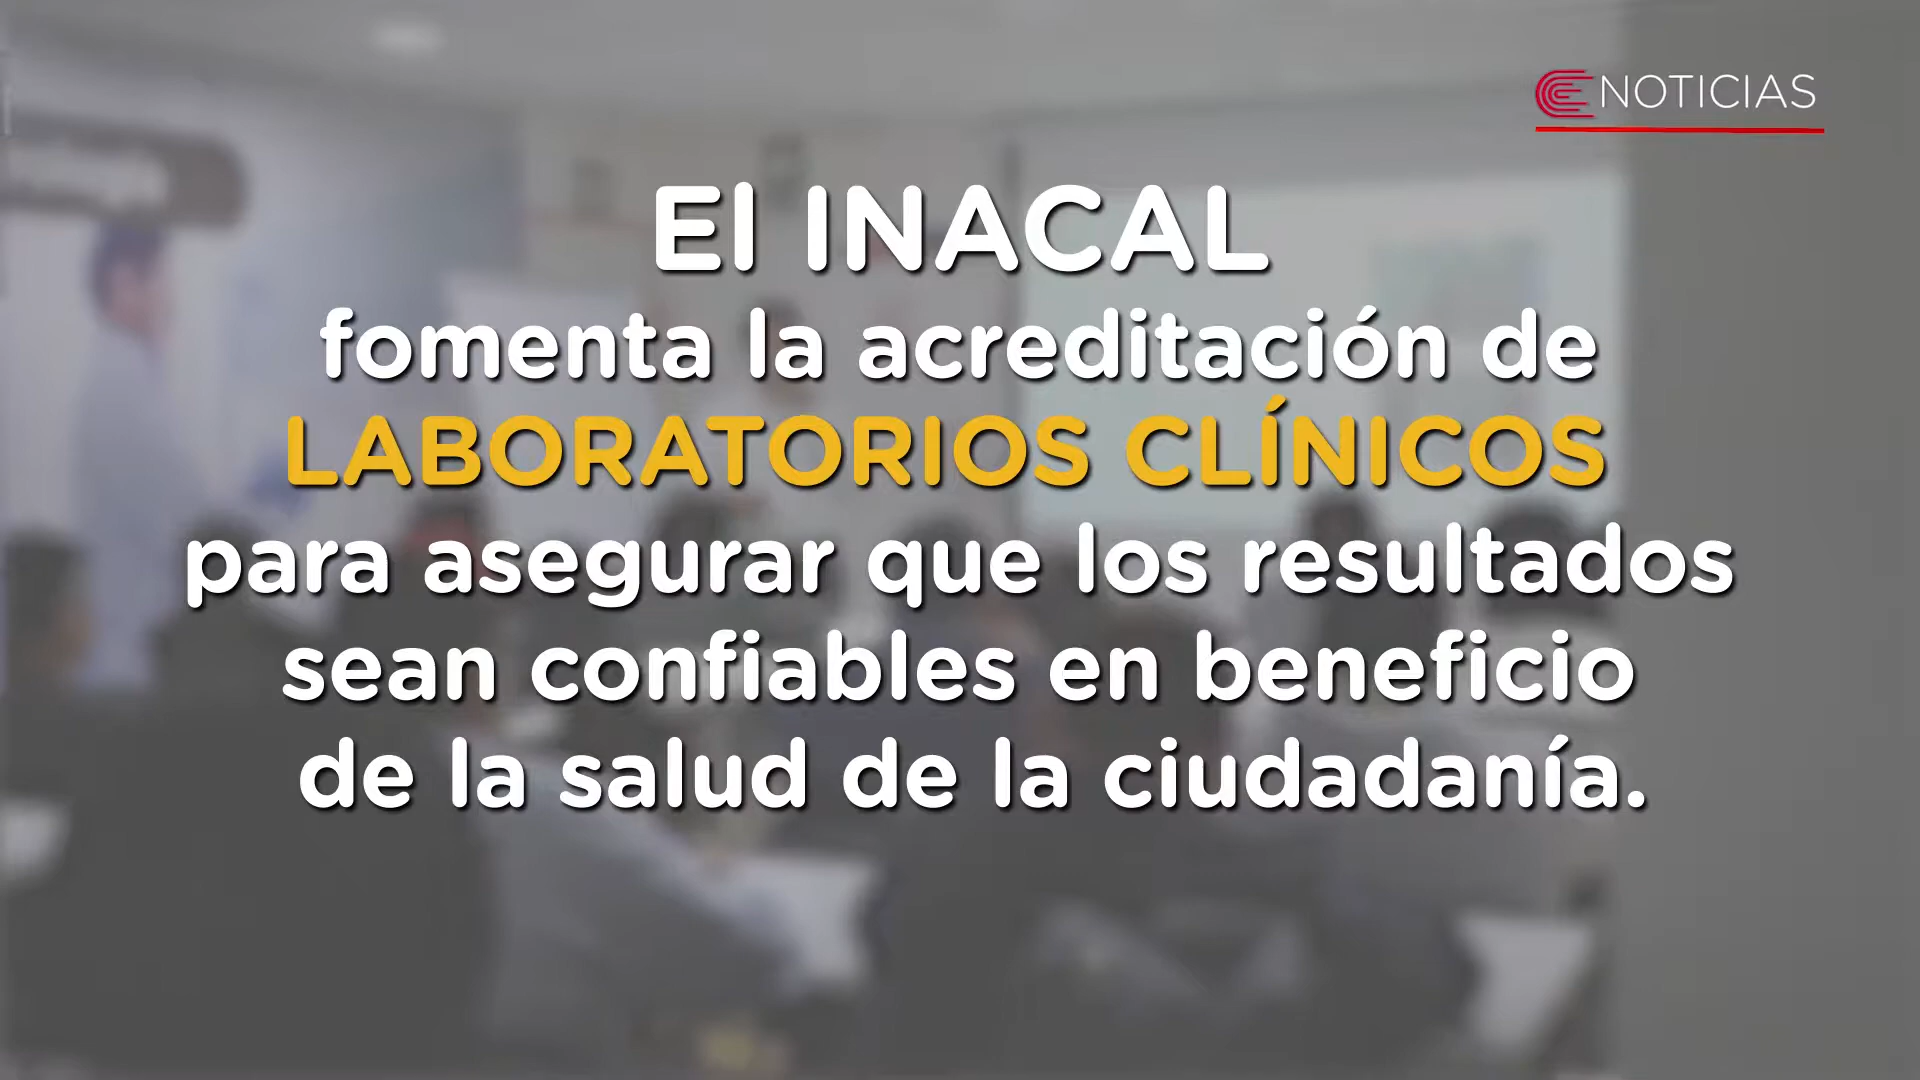 NOTICIAS
El INACAL
fomenta la acreditación de
LABORATORIOS CLÍNICOS
para asegurar que los resultados
sean confiables en beneficio
de la salud de la ciudadanía.